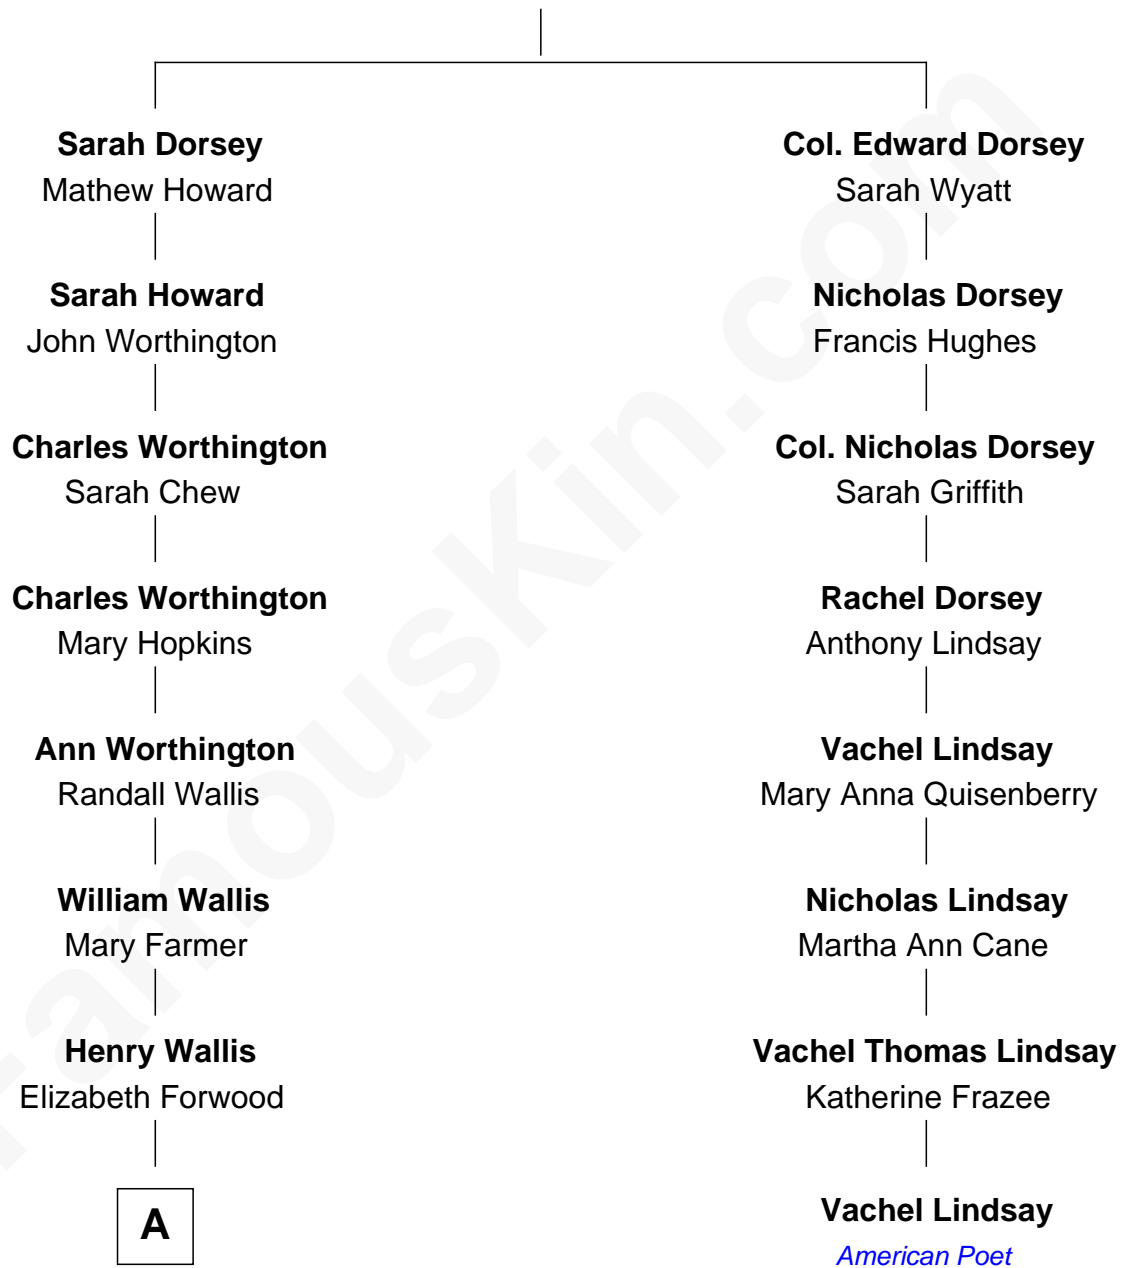 Sarah Dorsey
Mathew Howard
Sarah Howard
John Worthington
Charles Worthington
Sarah Chew
Charles Worthington
Mary Hopkins
Ann Worthington
Randall Wallis
William Wallis
Mary Farmer
Henry Wallis
Elizabeth Forwood
A
Col. Edward Dorsey
Sarah Wyatt
Nicholas Dorsey
Francis Hughes
Col. Nicholas Dorsey
Sarah Griffith
Rachel Dorsey
Anthony Lindsay
Vachel Lindsay
Mary Anna Quisenberry
Nicholas Lindsay
Martha Ann Cane
Vachel Thomas Lindsay
Katherine Frazee
Vachel Lindsay
American Poet
FamousKin.com